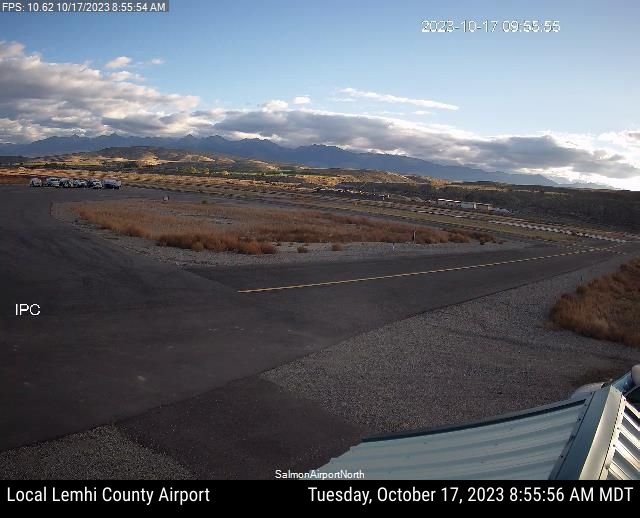 FPS: 10.62 10/17/2023 8:55:54 AM
2023-10-17 09:55:55
IPC
SalmonAirportNorth
Local Lemhi County Airport
Tuesday, October 17, 2023 8:55:56 AM MDT